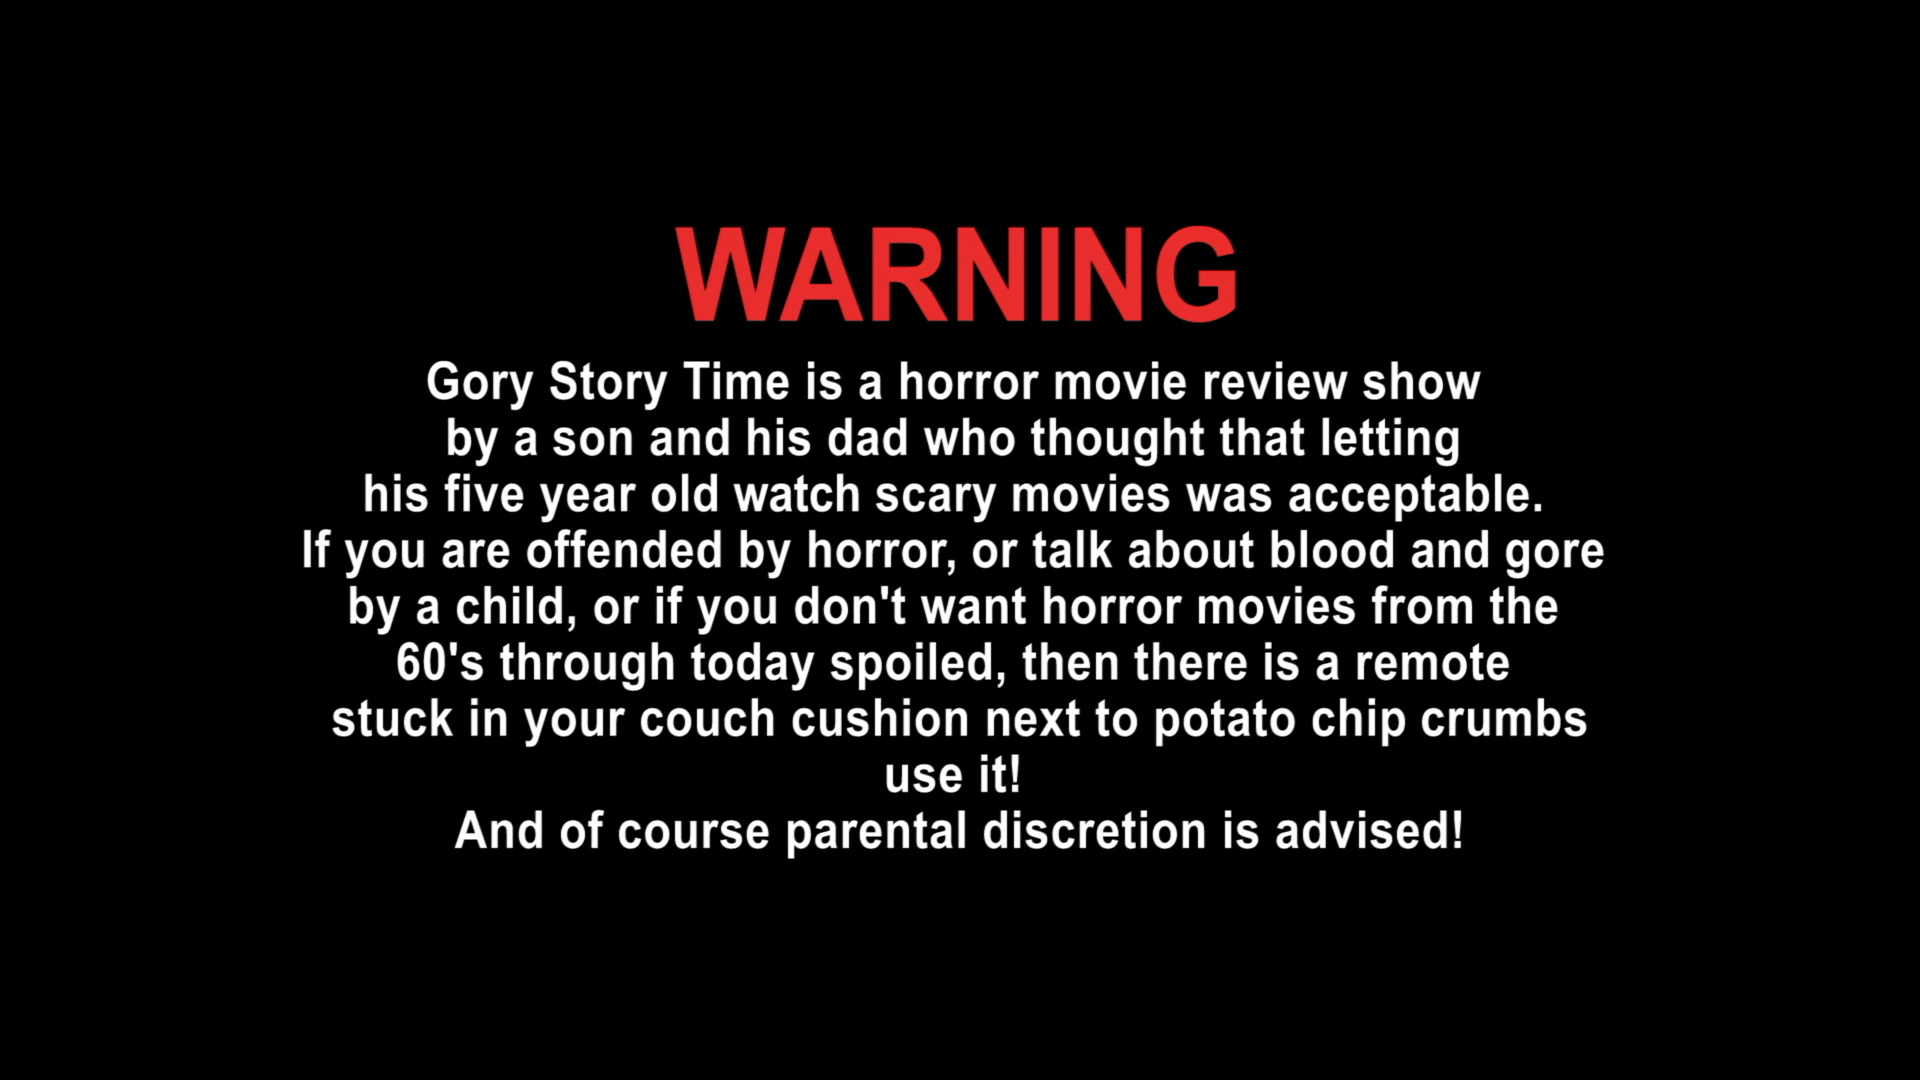 WARNING
Gory Story Time is a horror movie review show
by a son and his dad who thought that letting
his five year old watch scary movies was acceptable.
If you are offended by horror, or talk about blood and gore
by a child, or if you don't want horror movies from the
60's through today spoiled, then there is a remote
stuck in your couch cushion next to potato chip crumbs
use it!
And of course parental discretion is advised!